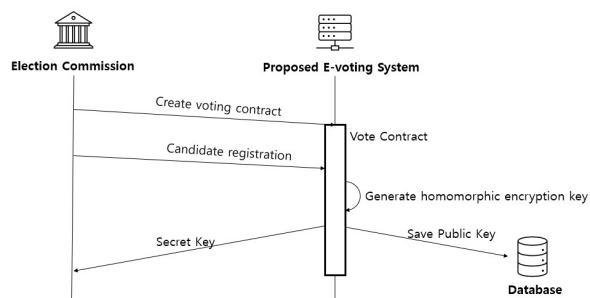 Election Commission
Proposed E-voting System
Create voting contract
Vote Contract
Candidate registration
Generate homomorphic encryption key
Secret Key
Save Public Key
Database